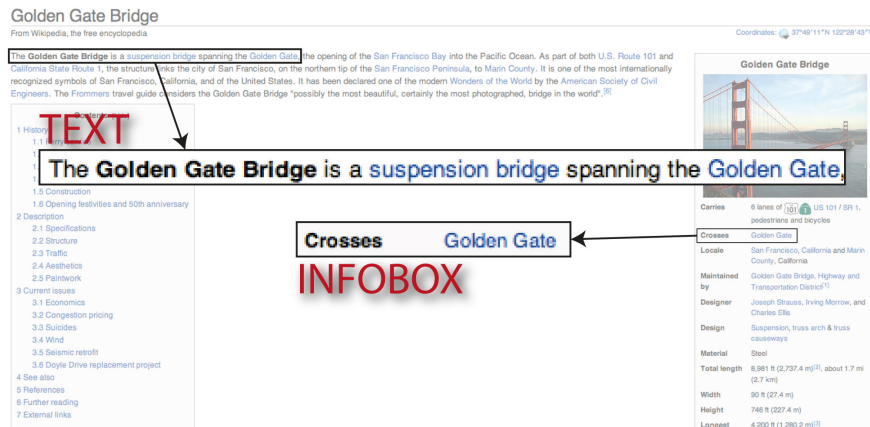 Golden Gate Bridge
From Wikipedia, the free encyclopedia
Coordinates: 37°49′11″N 122°28′43″
The Golden Gate Bridge is a suspension bridge spanning the Golden Gate, the opening of the San Francisco Bay into the Pacific Ocean. As part of both U.S. Route 101 and
California State Route 1, the structure links the city of San Francisco, on the northern tip of the San Francisco Peninsula, to Marin County. It is one of the most internationally
recognized symbols of San Francisco, California, and of the United States. It has been declared one of the modern Wonders of the World by the American Society of Civil
Engineers. The Frommers travel guide considers the Golden Gate Bridge "possibly the most beautiful, certainly the most photographed, bridge in the world".[6]
Contents
1 History
1.1
TEXT
The Golden Gate Bridge is a suspension bridge spanning the Golden Gate,
1.5 Construction
1.6 Opening festivities and 50th anniversary
2 Description
2.1 Specifications
2.2 Structure
2.3 Traffic
2.4 Aesthetics
2.5 Paintwork
3 Current issues
3.1 Economics
3.2 Congestion pricing
3.3 Suicides
3.4 Wind
3.5 Seismic retrofit
3.6 Doyle Drive replacement project
4 See also
5 References
6 Further reading
7 External links
Crosses Golden Gate
INFOBOX
Golden Gate Bridge
Carries 6 lanes of 101 1 US 101 / SR 1,
pedestrians and bicycles
Crosses Golden Gate
Locale San Francisco, California and Marin
County, California
Maintained Golden Gate Bridge, Highway and
by Transportation District[1]
Designer Joseph Strauss, Irving Morrow, and
Charles Ellis
Design Suspension, truss arch & truss
causeways
Material Steel
Total length 8,981 ft (2,737.4 m)[2], about 1.7 mi
(2.7 km)
Width 90 ft (27.4 m)
Height 746 ft (227.4 m)
Longest 4,200 ft (1,280.2 m)[3]